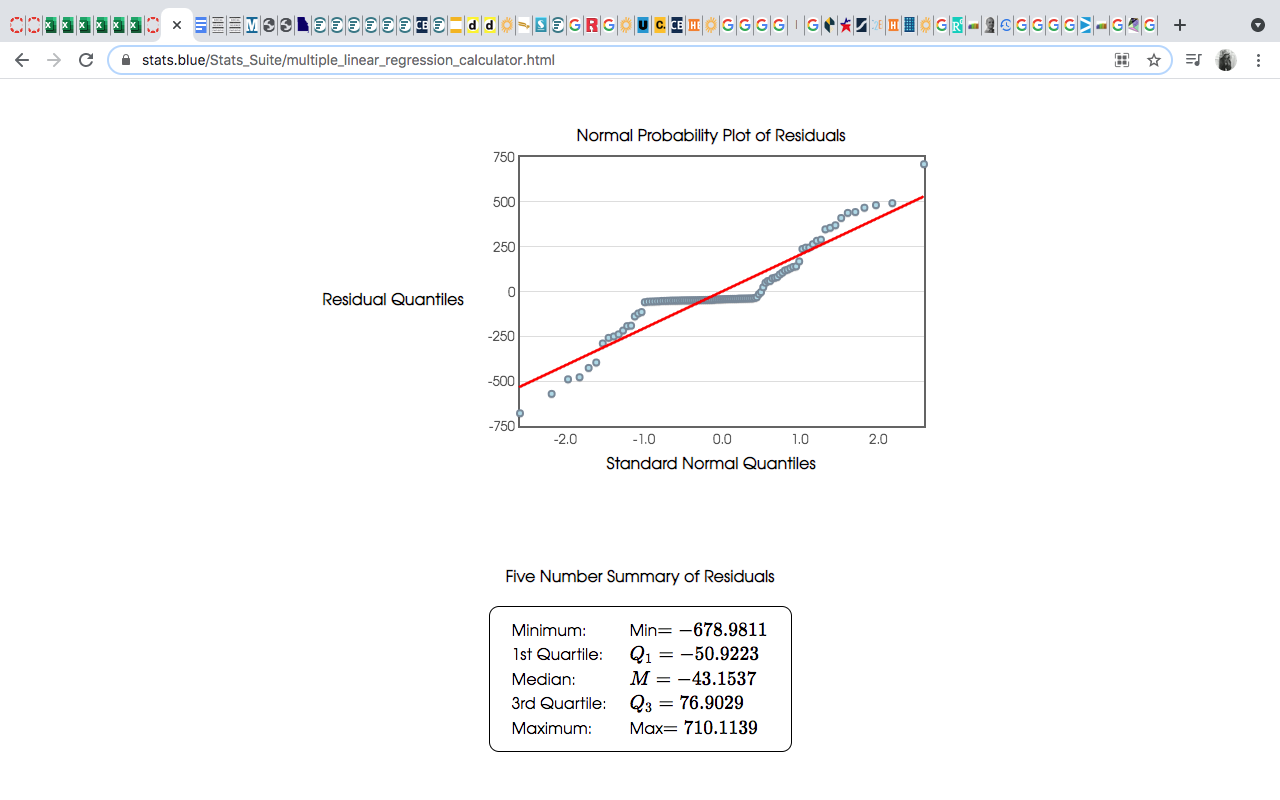 stats.blue/Stats_Suite/multiple_linear_regression_calculator.html
Normal Probability Plot of Residuals
750
500
250
0
-250
-500
-750
Residual Quantiles
-2.0 -1.0 0.0 1.0 2.0
Standard Normal Quantiles
Five Number Summary of Residuals
Minimum: Min= −678.9811
1st Quartile: Q₁ = −50.9223
Median: M = −43.1537
3rd Quartile: Q₃ = 76.9029
Maximum: Max= 710.1139